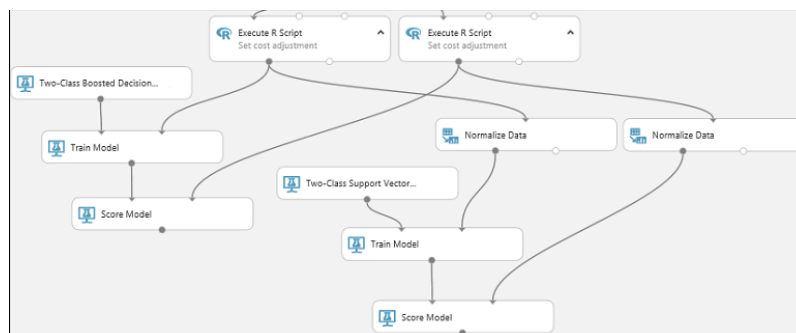 Execute R Script
Set cost adjustment
Execute R Script
Set cost adjustment
Two-Class Boosted Decision...
Train Model
Normalize Data
Normalize Data
Two-Class Support Vector...
Score Model
Train Model
Score Model